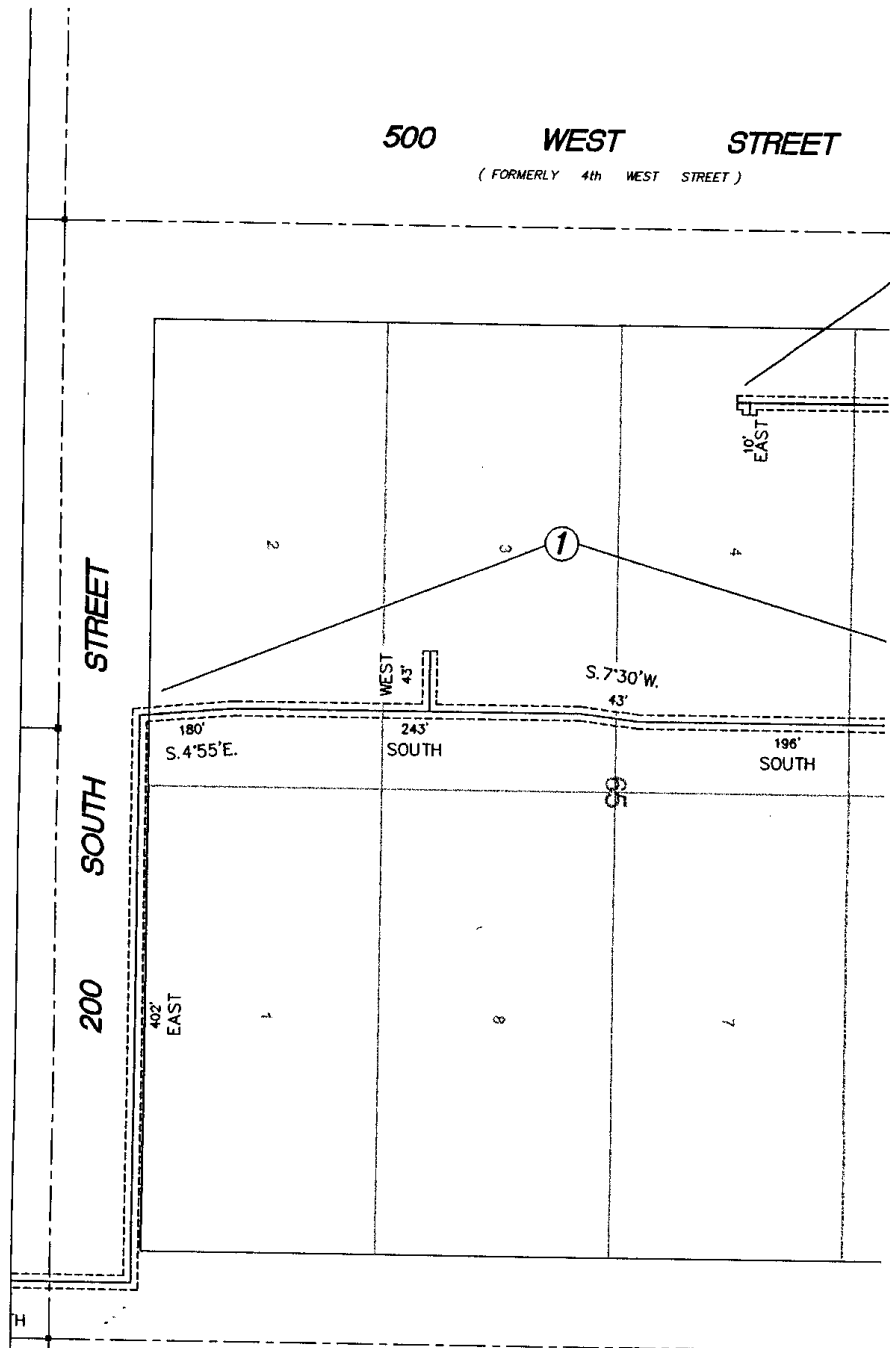 500 WEST STREET
( FORMERLY 4th WEST STREET )
10'
EAST
2
3
4
1
200 SOUTH STREET
WEST
43'
S.7°30'W.
43'
180'
S.4°55'E.
243'
SOUTH
196'
SOUTH
65
402'
EAST
1
8
7
TH